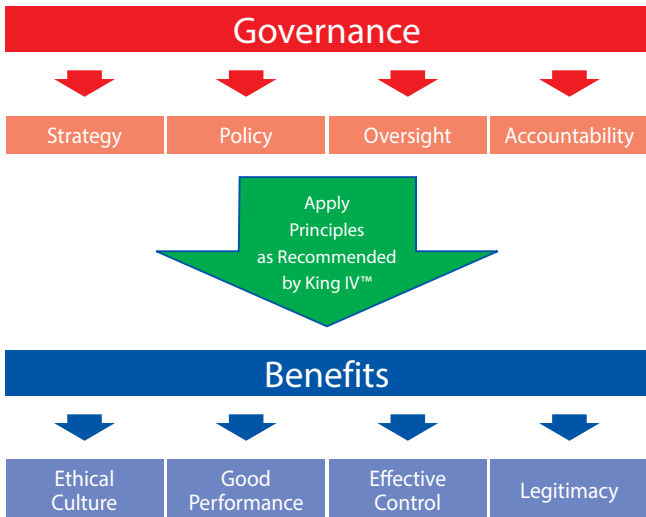 Governance
Strategy
Policy
Oversight
Accountability
Apply
Principles
as Recommended
by King IV™
Benefits
Ethical
Culture
Good
Performance
Effective
Control
Legitimacy